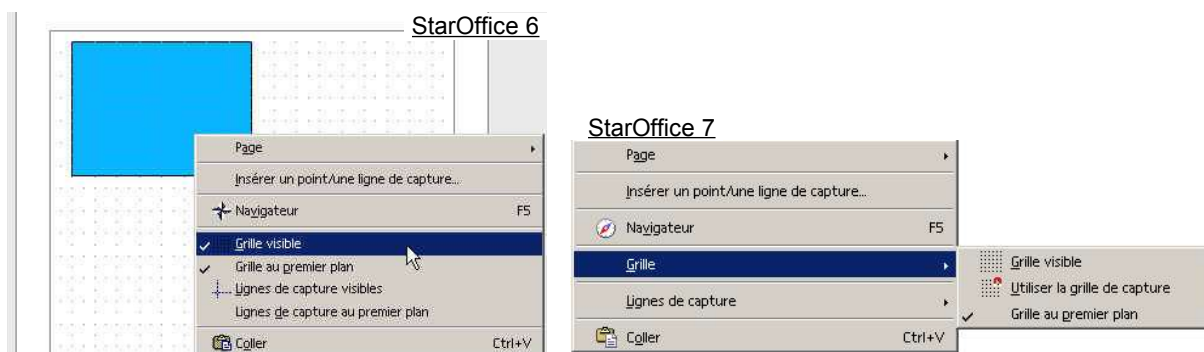 StarOffice 6
Page
Insérer un point/une ligne de capture...
Navigateur F5
Grille visible
Grille au premier plan
Lignes de capture visibles
Lignes de capture au premier plan
Coller Ctrl+V
StarOffice 7
Page
Insérer un point/une ligne de capture...
Navigateur F5
Grille
Lignes de capture
Coller Ctrl+V
Grille visible
Utiliser la grille de capture
Grille au premier plan